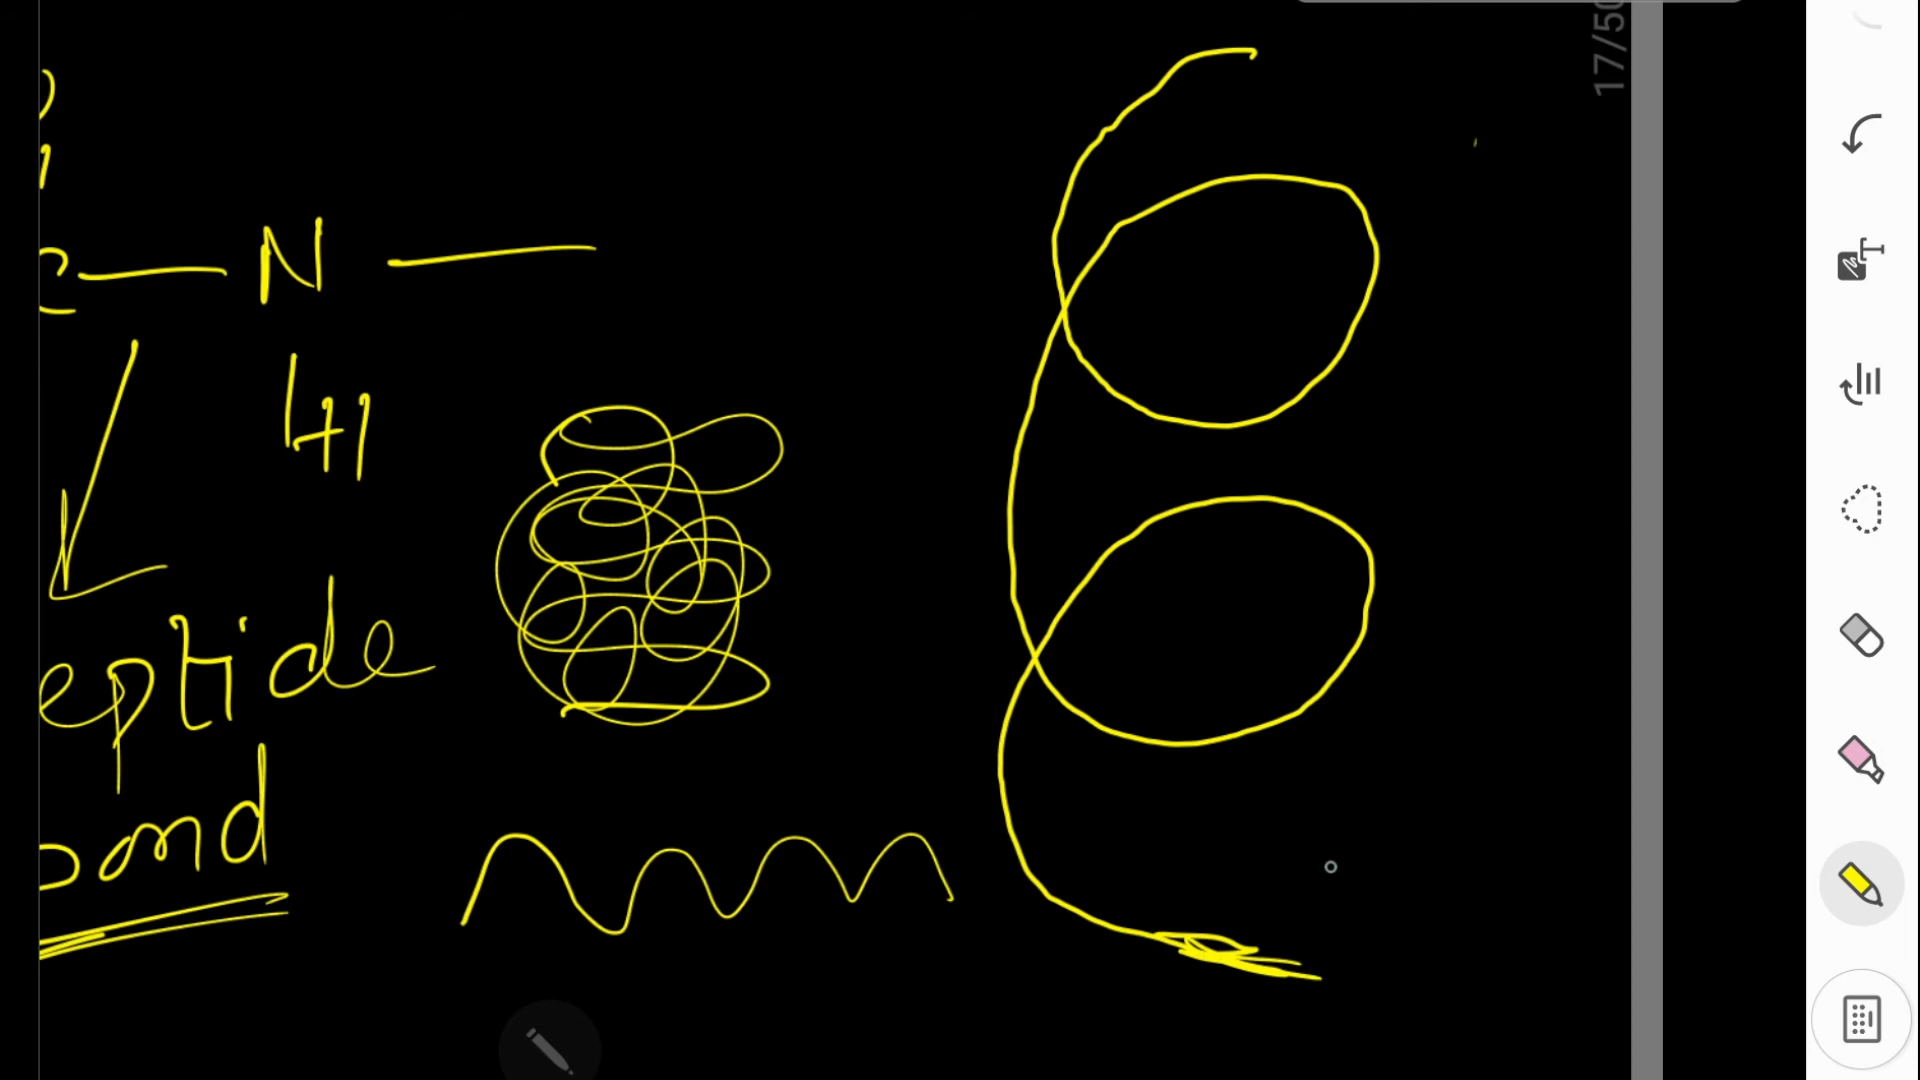 C — N —
H
eptide
ond
17/50